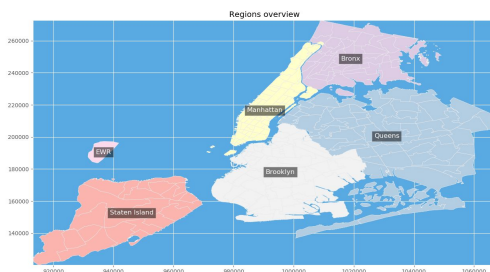 Regions overview
260000
Bronx
240000
220000
Manhattan
200000
Queens
EWR
180000
Brooklyn
160000
Staten Island
140000
920000 940000 960000 980000 1000000 1020000 1040000 1060000